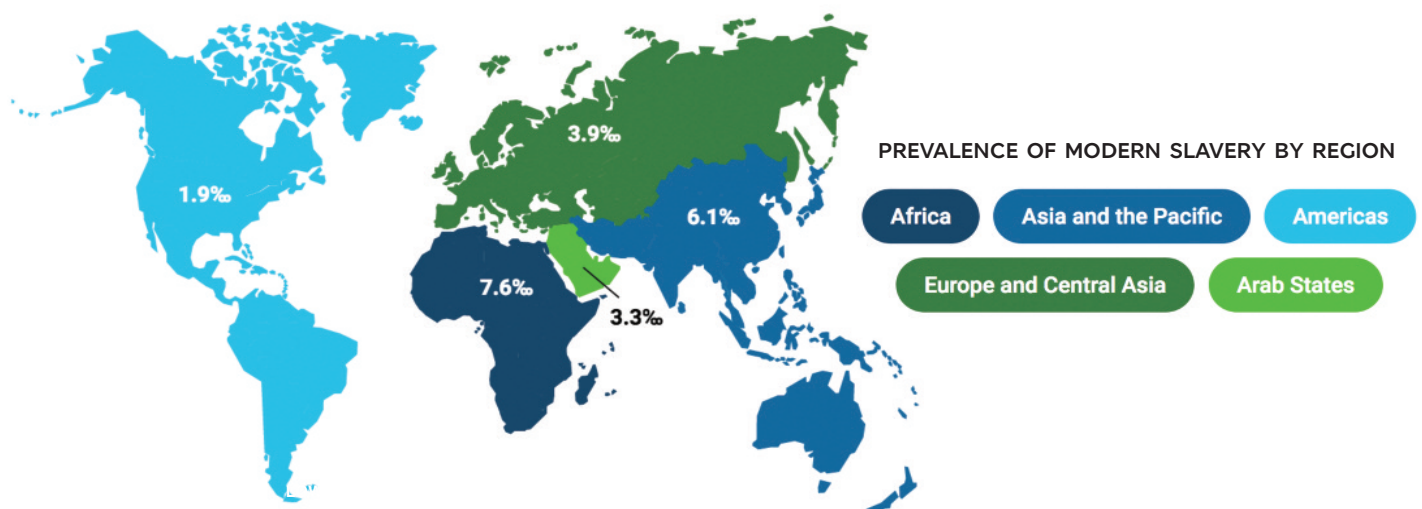 3.9‰
1.9‰
6.1‰
7.6‰
3.3‰
PREVALENCE OF MODERN SLAVERY BY REGION
Africa
Asia and the Pacific
Americas
Europe and Central Asia
Arab States